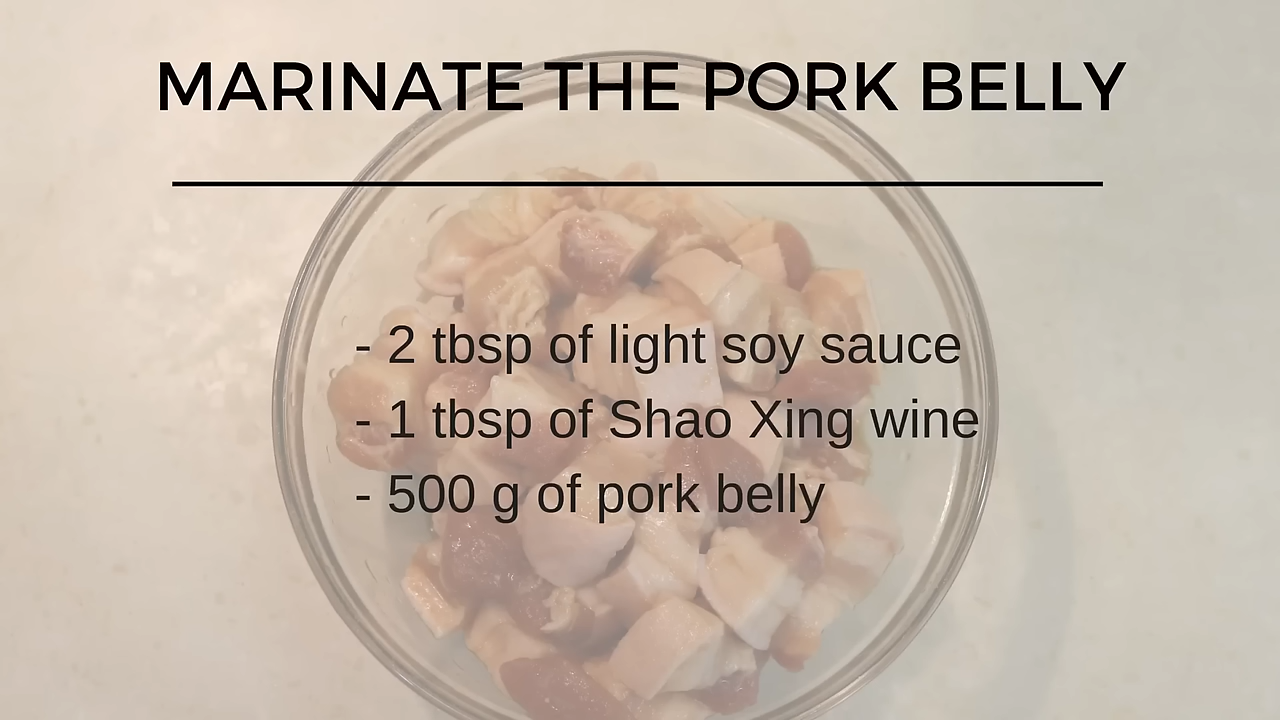 MARINATE THE PORK BELLY
- 2 tbsp of light soy sauce
- 1 tbsp of Shao Xing wine
- 500 g of pork belly